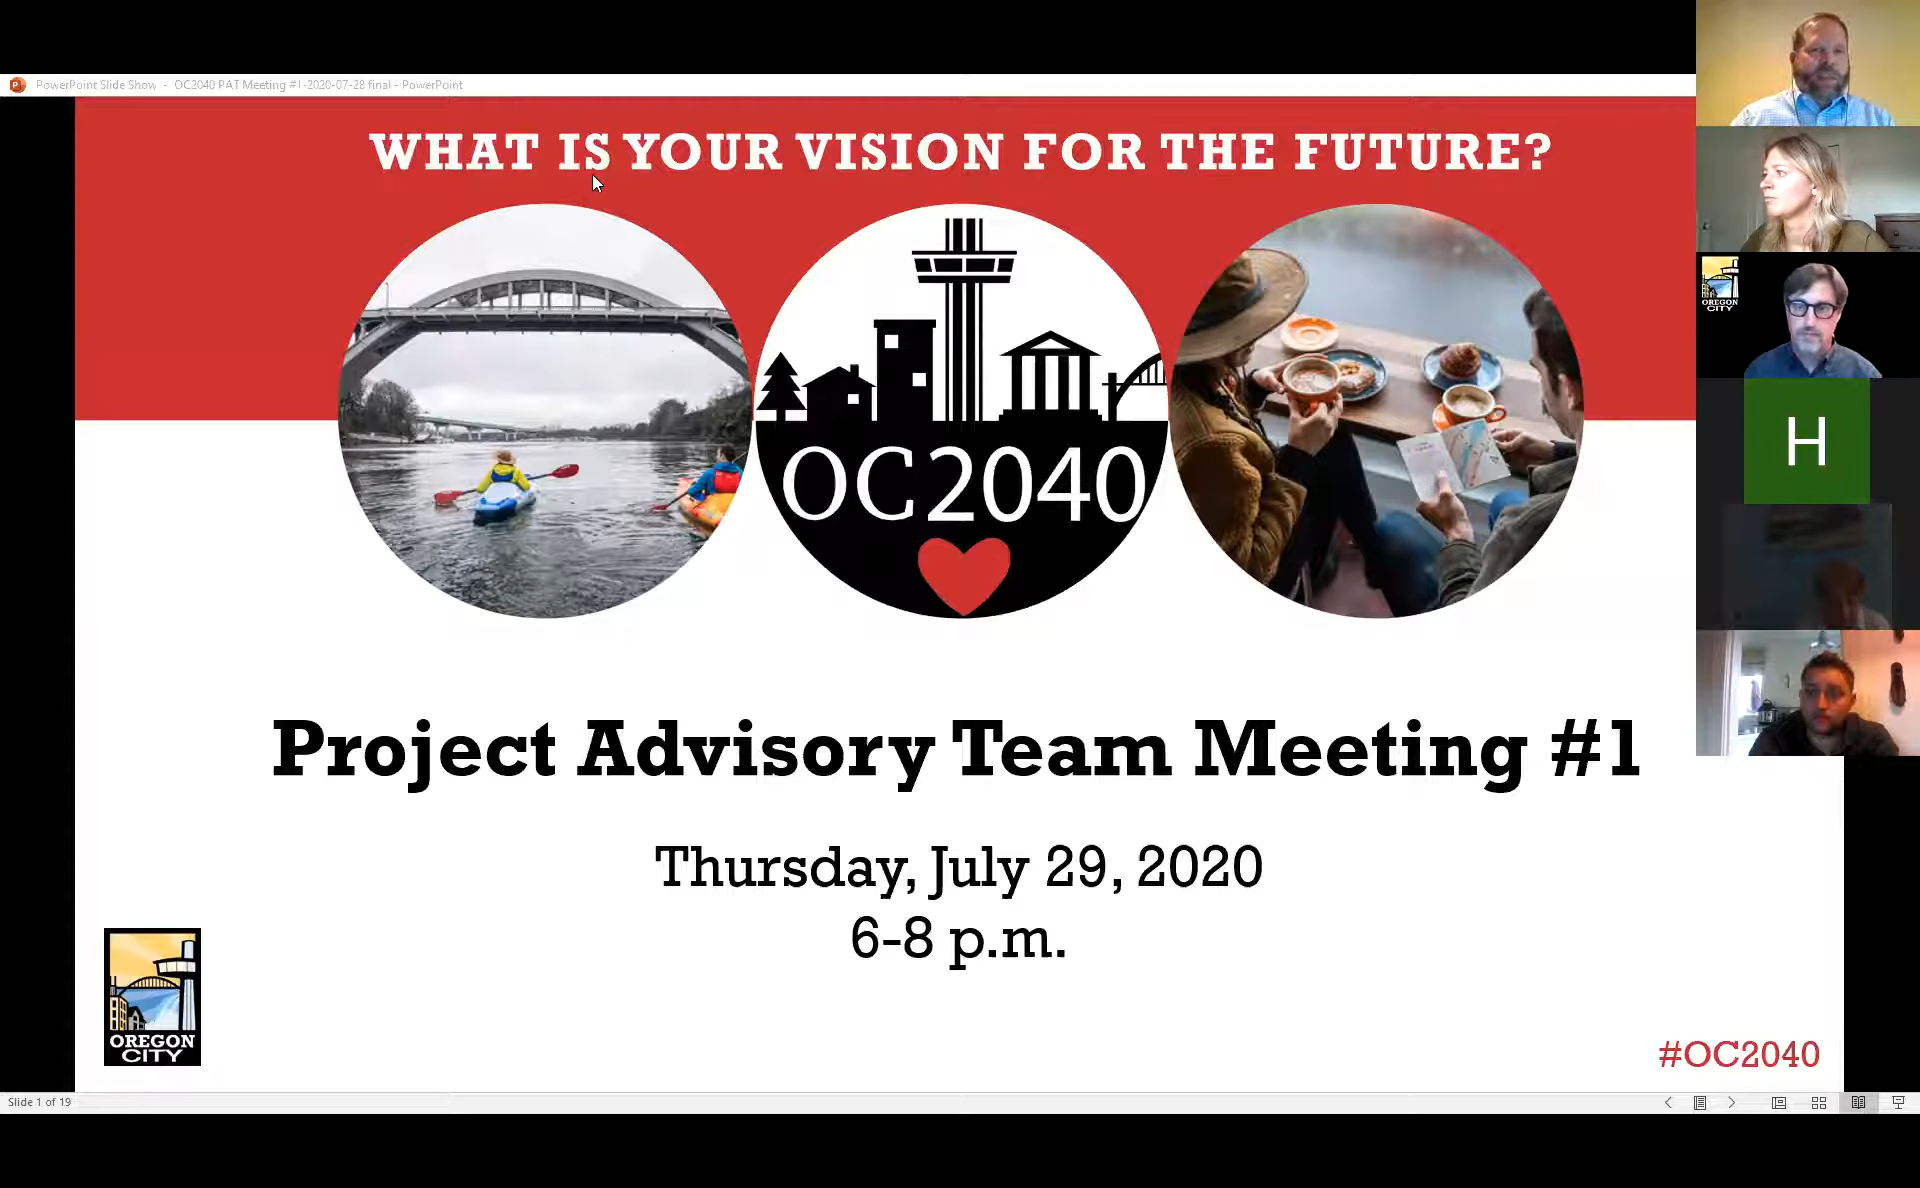 PowerPoint Slide Show - OC2040 PAT Meeting #1-2020-07-28 final - PowerPoint
WHAT IS YOUR VISION FOR THE FUTURE?
OC2040
OREGON
CITY
H
Project Advisory Team Meeting #1
Thursday, July 29, 2020
6-8 p.m.
OREGON
CITY
#OC2040
Slide 1 of 19